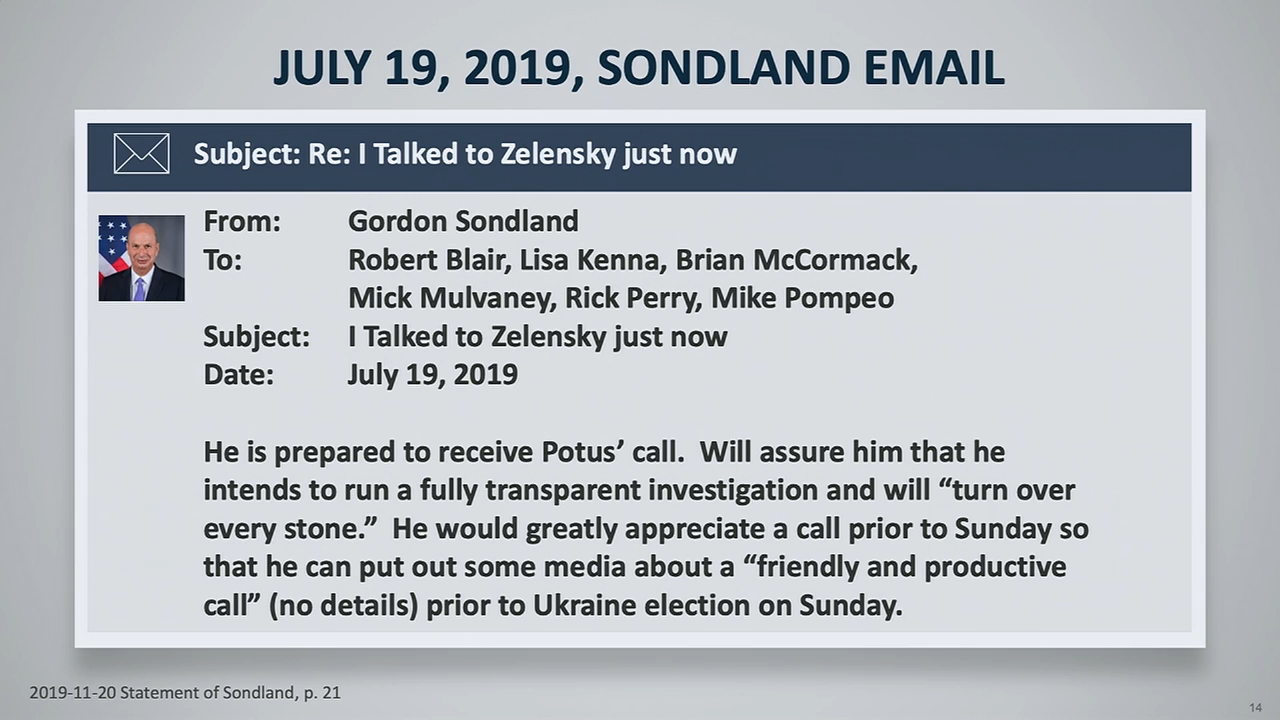 JULY 19, 2019, SONDLAND EMAIL
Subject: Re: I Talked to Zelensky just now
From: Gordon Sondland
To: Robert Blair, Lisa Kenna, Brian McCormack,
Mick Mulvaney, Rick Perry, Mike Pompeo
Subject: I Talked to Zelensky just now
Date: July 19, 2019
He is prepared to receive Potus’ call.  Will assure him that he
intends to run a fully transparent investigation and will “turn over
every stone.”  He would greatly appreciate a call prior to Sunday so
that he can put out some media about a “friendly and productive
call” (no details) prior to Ukraine election on Sunday.
2019-11-20 Statement of Sondland, p. 21
14